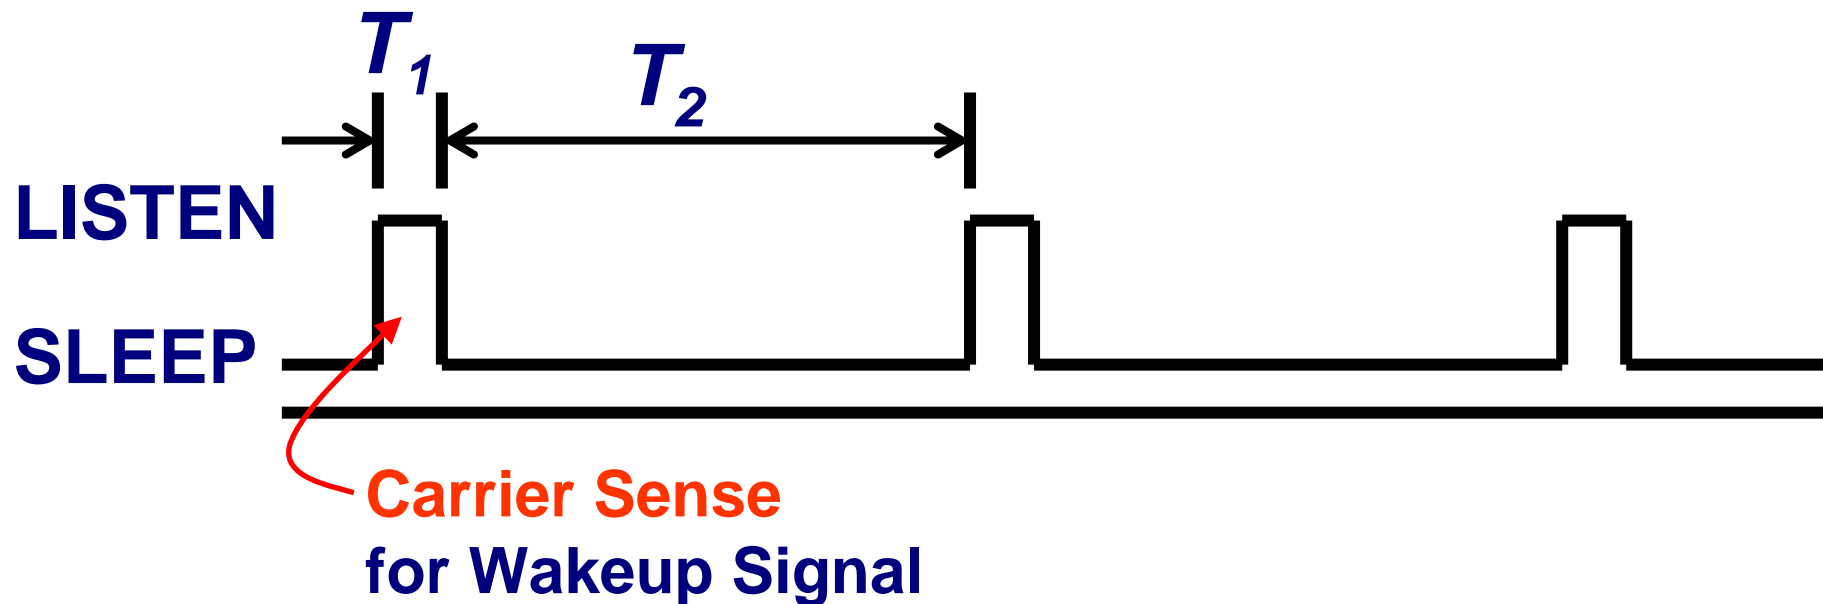 T1
T2
LISTEN
SLEEP
Carrier Sense
for Wakeup Signal